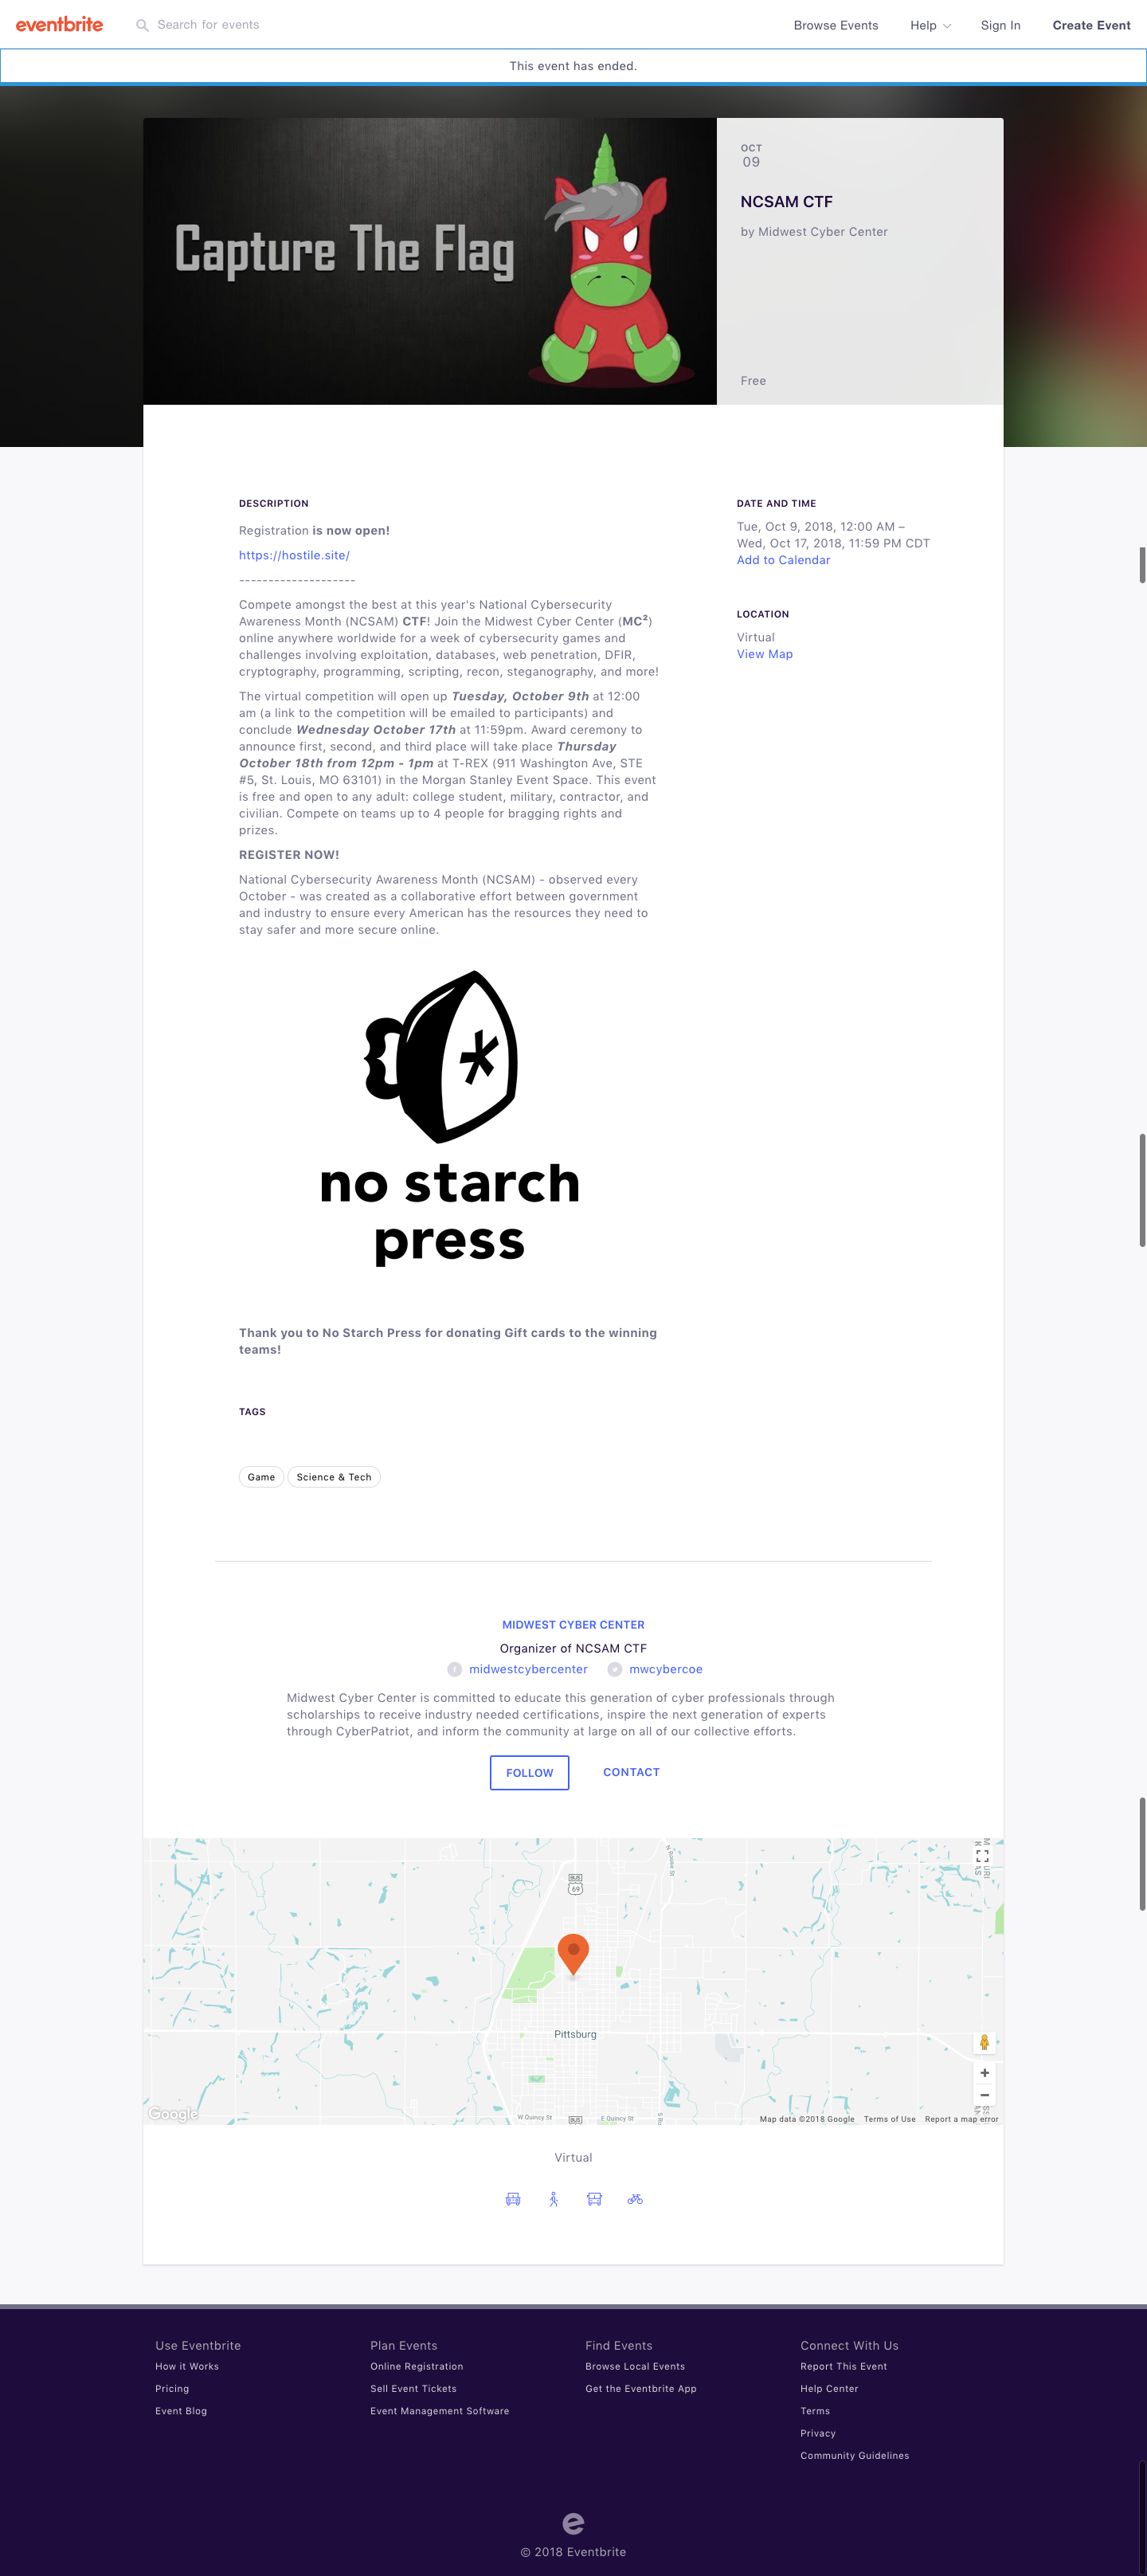 eventbrite
Search for events
Browse Events
Help
Sign In
Create Event
This event has ended.
Capture The Flag
OCT
09
NCSAM CTF
by Midwest Cyber Center
Free
DESCRIPTION
Registration is now open!
https://hostile.site/
--------------------
Compete amongst the best at this year's National Cybersecurity
Awareness Month (NCSAM) CTF! Join the Midwest Cyber Center (MC²)
online anywhere worldwide for a week of cybersecurity games and
challenges involving exploitation, databases, web penetration, DFIR,
cryptography, programming, scripting, recon, steganography, and more!
The virtual competition will open up Tuesday, October 9th at 12:00
am (a link to the competition will be emailed to participants) and
conclude Wednesday October 17th at 11:59pm. Award ceremony to
announce first, second, and third place will take place Thursday
October 18th from 12pm - 1pm at T-REX (911 Washington Ave, STE
#5, St. Louis, MO 63101) in the Morgan Stanley Event Space. This event
is free and open to any adult: college student, military, contractor, and
civilian. Compete on teams up to 4 people for bragging rights and
prizes.
REGISTER NOW!
National Cybersecurity Awareness Month (NCSAM) - observed every
October - was created as a collaborative effort between government
and industry to ensure every American has the resources they need to
stay safer and more secure online.
no starch
press
Thank you to No Starch Press for donating Gift cards to the winning
teams!
TAGS
Game
Science & Tech
DATE AND TIME
Tue, Oct 9, 2018, 12:00 AM –
Wed, Oct 17, 2018, 11:59 PM CDT
Add to Calendar
LOCATION
Virtual
View Map
MIDWEST CYBER CENTER
Organizer of NCSAM CTF
midwestcybercenter
mwcybercoe
Midwest Cyber Center is committed to educate this generation of cyber professionals through
scholarships to receive industry needed certifications, inspire the next generation of experts
through CyberPatriot, and inform the community at large on all of our collective efforts.
FOLLOW
CONTACT
BUS
69
Pittsburg
W Quincy St
BUS
E Quincy St
Google
Map data ©2018 Google
Terms of Use
Report a map error
Virtual
Use Eventbrite
How it Works
Pricing
Event Blog
Plan Events
Online Registration
Sell Event Tickets
Event Management Software
Find Events
Browse Local Events
Get the Eventbrite App
Connect With Us
Report This Event
Help Center
Terms
Privacy
Community Guidelines
e
© 2018 Eventbrite